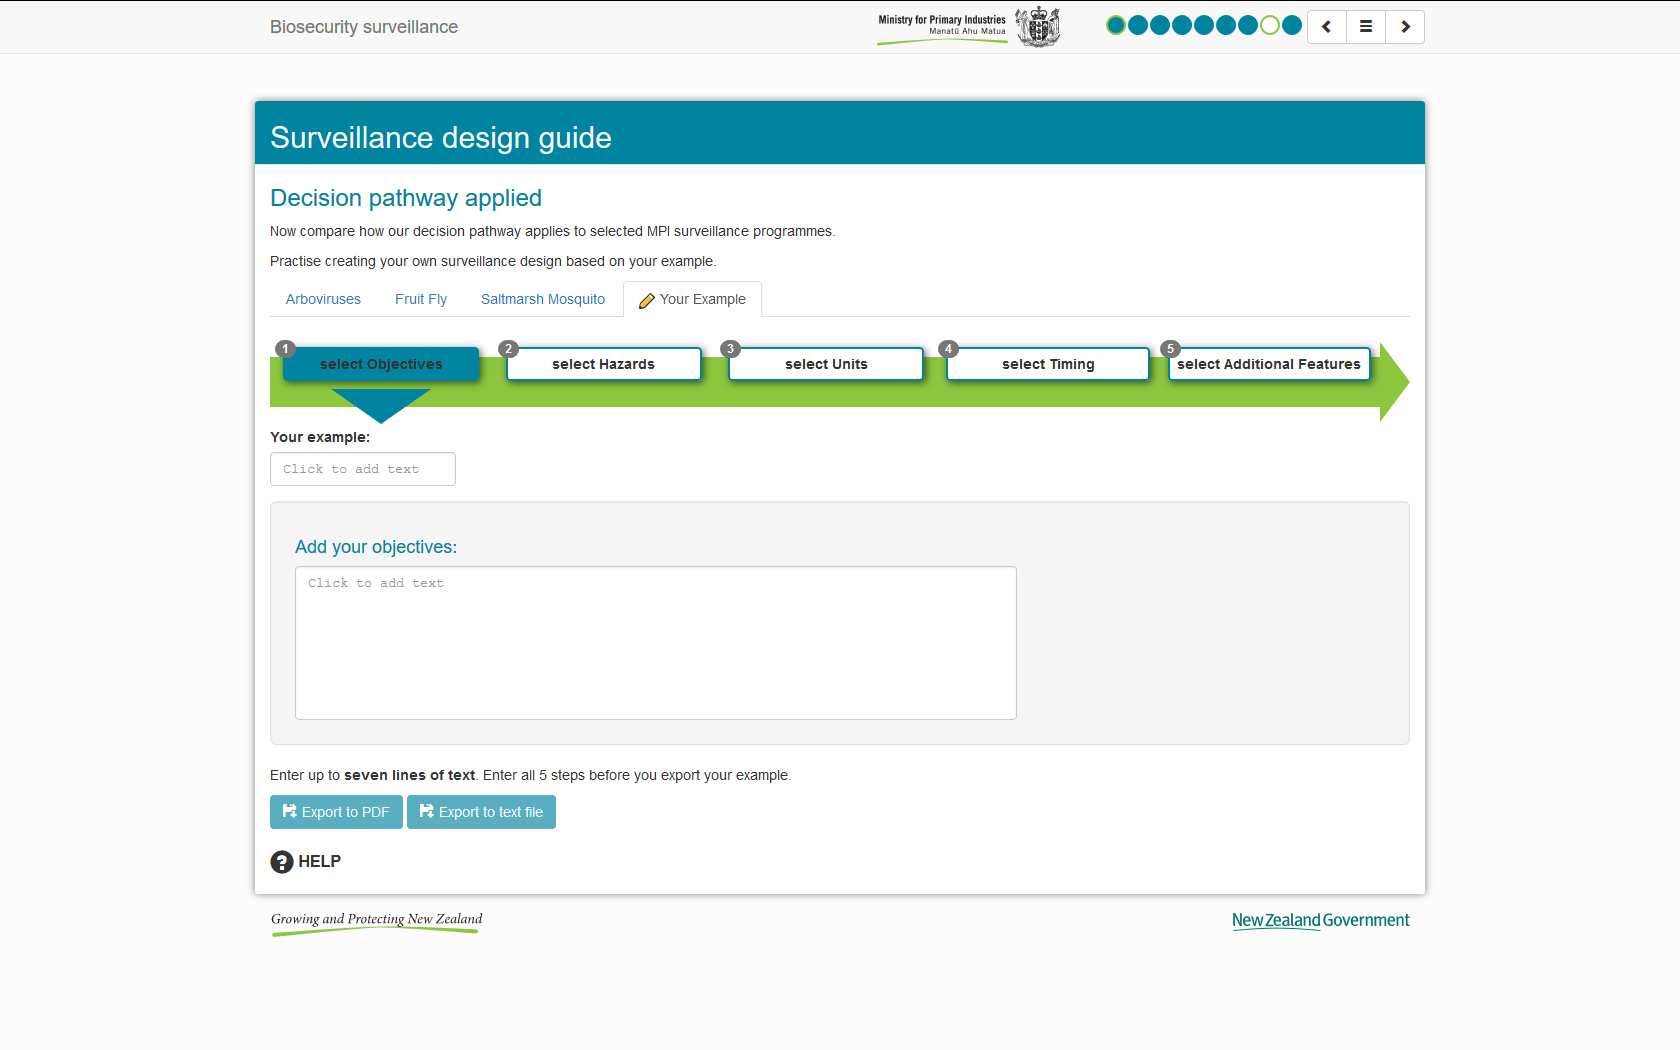 Biosecurity surveillance
Ministry for Primary Industries
Manatū Ahu Matua
Surveillance design guide
Decision pathway applied
Now compare how our decision pathway applies to selected MPI surveillance programmes.
Practise creating your own surveillance design based on your example.
Arboviruses Fruit Fly Saltmarsh Mosquito Your Example
1 select Objectives 2 select Hazards 3 select Units 4 select Timing 5 select Additional Features
Your example:
Click to add text
Add your objectives:
Click to add text
Enter up to seven lines of text. Enter all 5 steps before you export your example.
Export to PDF Export to text file
? HELP
Growing and Protecting New Zealand
New Zealand Government